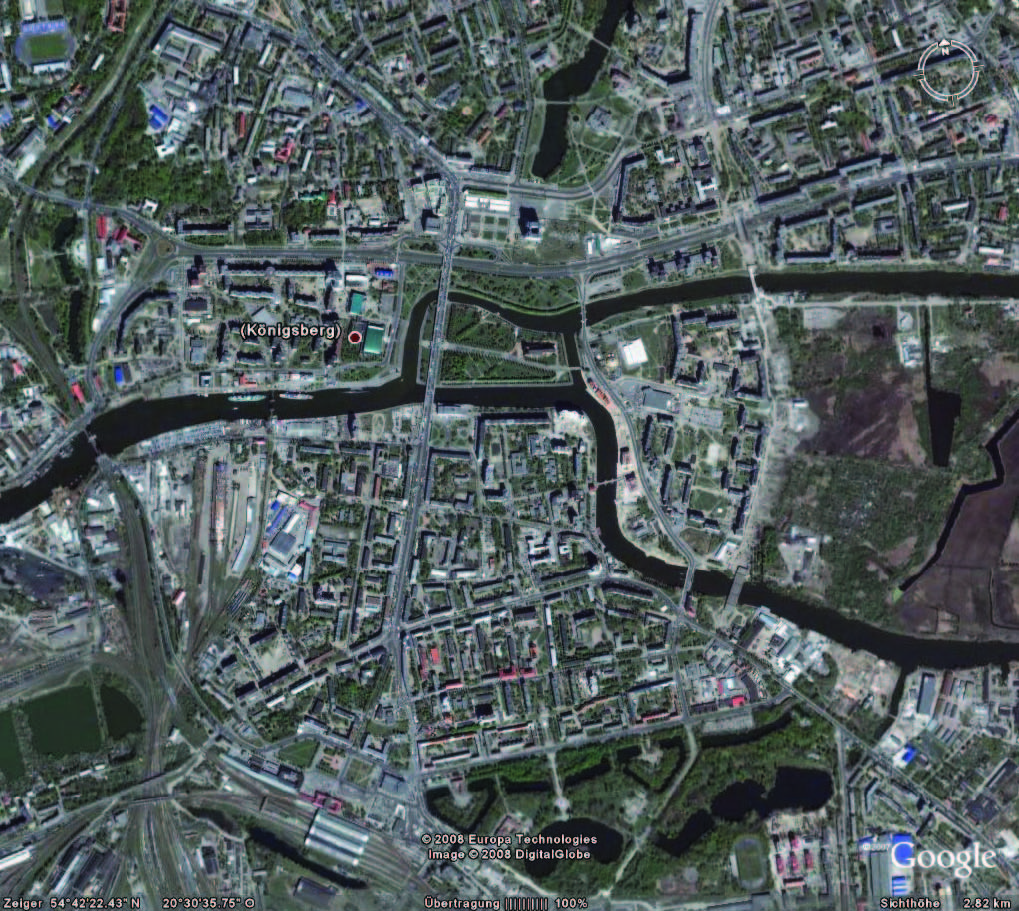 N
(Königsberg)
© 2008 Europa Technologies
Image © 2008 DigitalGlobe
©2007 Google
Zeiger 54°42'22.43" N 20°30'35.75" O Übertragung 100% Sichthöhe 2.82 km